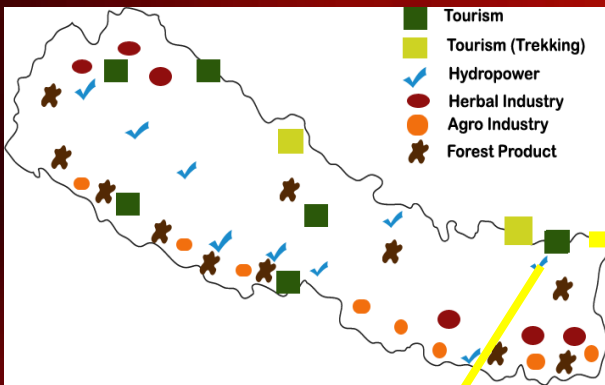 Tourism
Tourism (Trekking)
Hydropower
Herbal Industry
Agro Industry
Forest Product